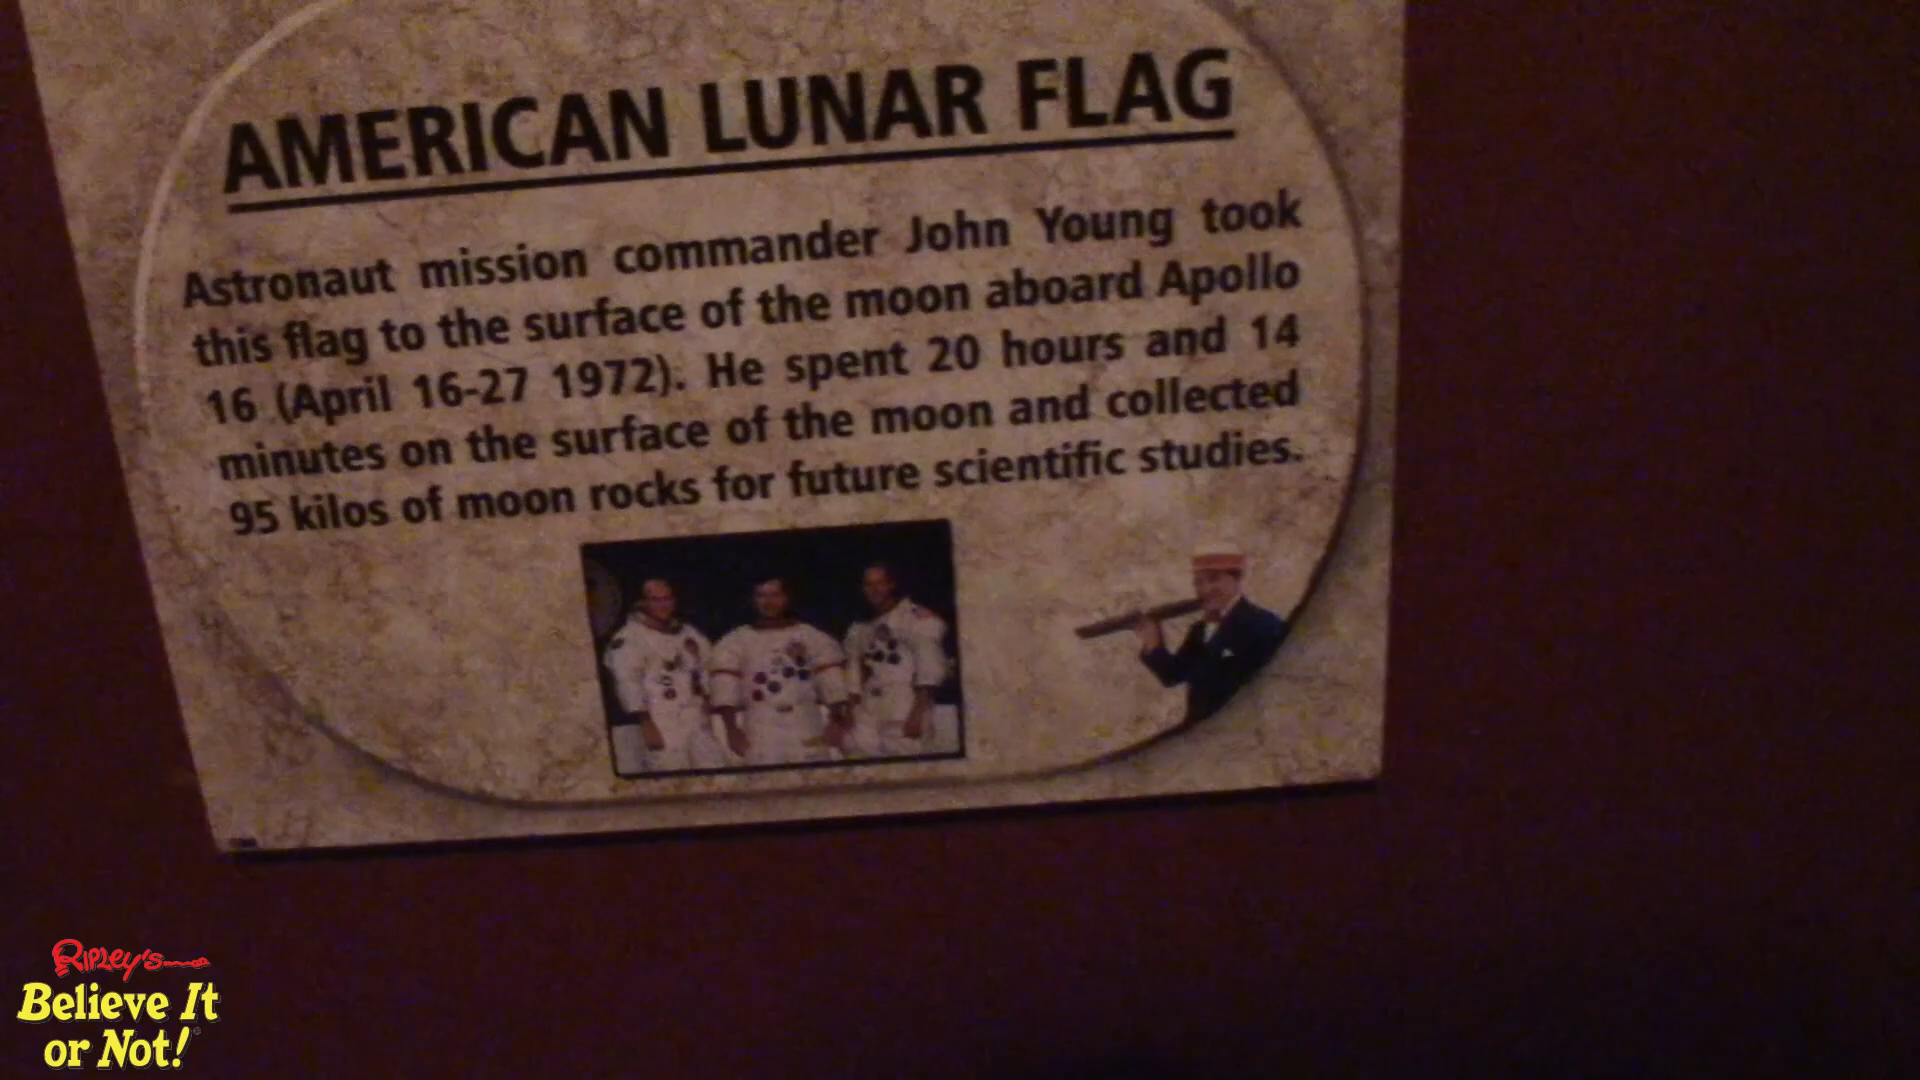 AMERICAN LUNAR FLAG
Astronaut mission commander John Young took
this flag to the surface of the moon aboard Apollo
16 (April 16-27 1972). He spent 20 hours and 14
minutes on the surface of the moon and collected
95 kilos of moon rocks for future scientific studies.
RIPLEY'S
Believe It
or Not!